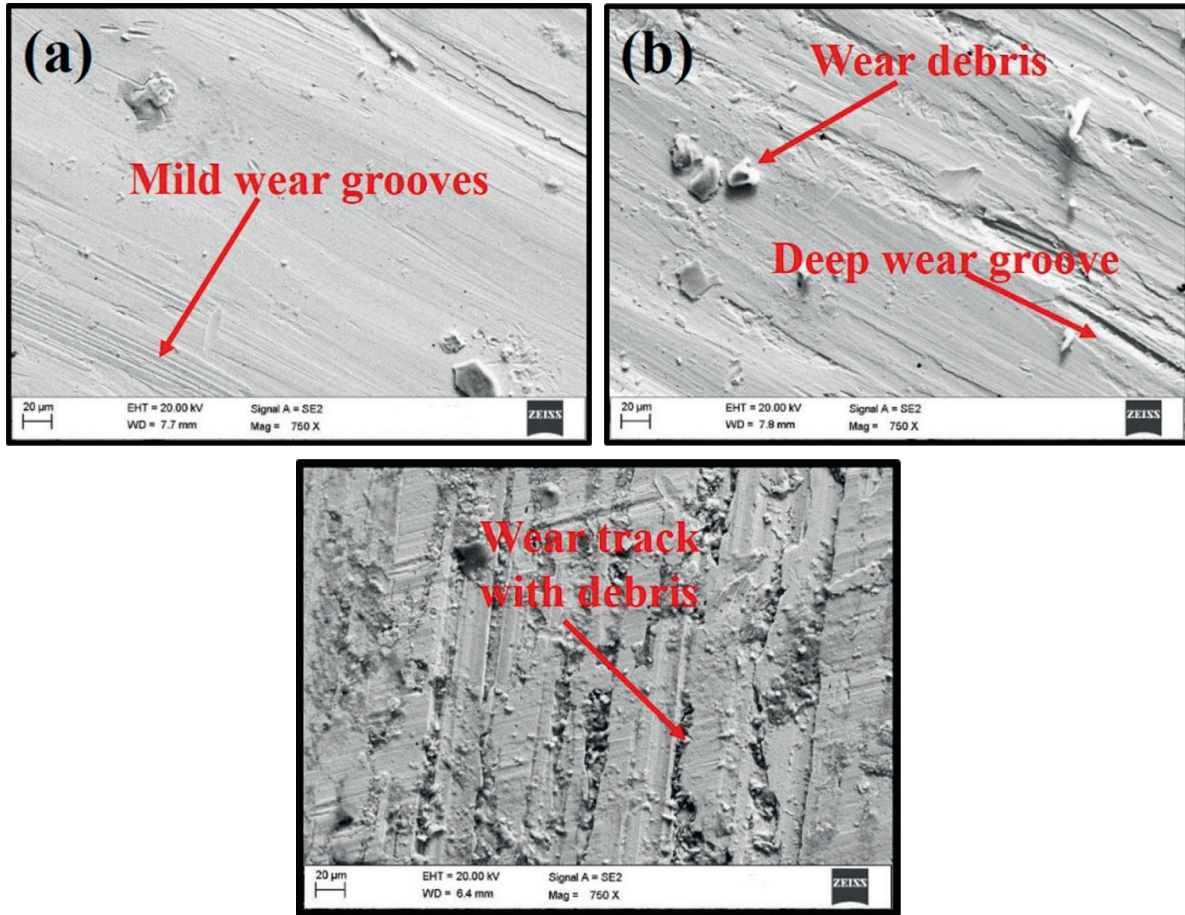 (a)
Mild wear grooves
20 µm
EHT = 20.00 kV
Signal A = SE2
WD = 7.7 mm
Mag = 750 X
ZEISS
(b)
Wear debris
Deep wear groove
20 µm
EHT = 20.00 kV
Signal A = SE2
WD = 7.8 mm
Mag = 750 X
ZEISS
Wear track
with debris
20 µm
EHT = 20.00 kV
Signal A = SE2
WD = 6.4 mm
Mag = 750 X
ZEISS